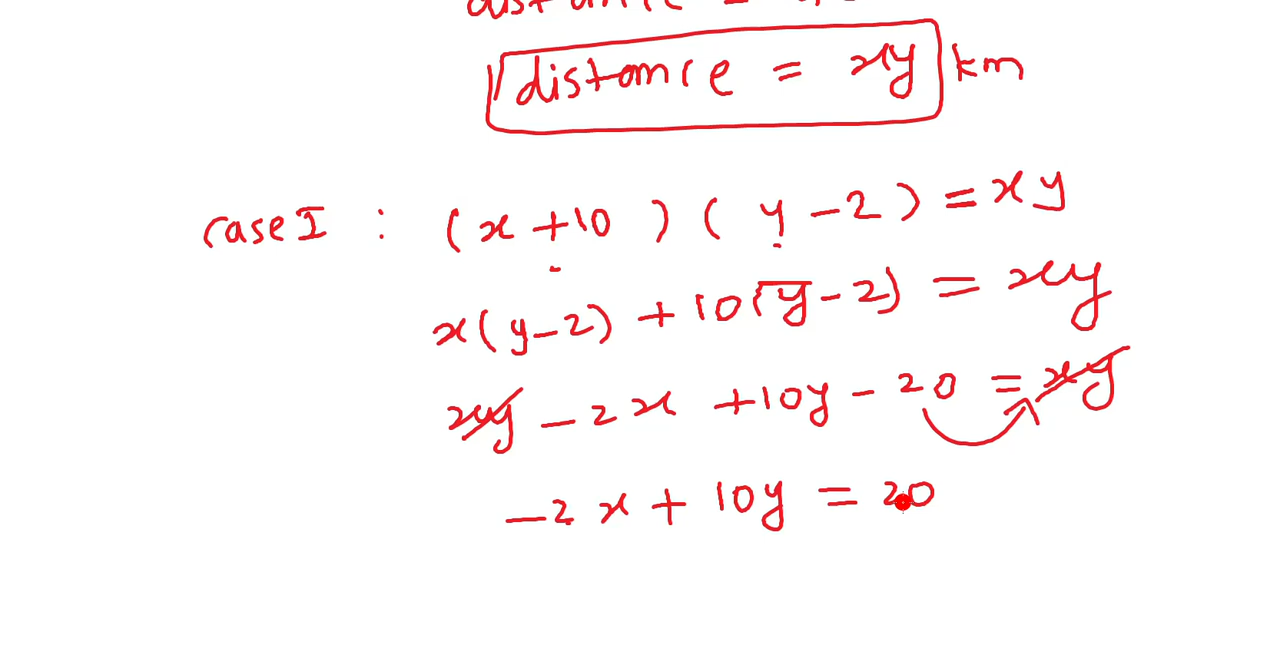 distance =
distance = xy km
case I : (x + 10) (y - 2) = xy
x(y - 2) + 10(y - 2) = xy
xy - 2x + 10y - 20 = xy
-2x + 10y = 20